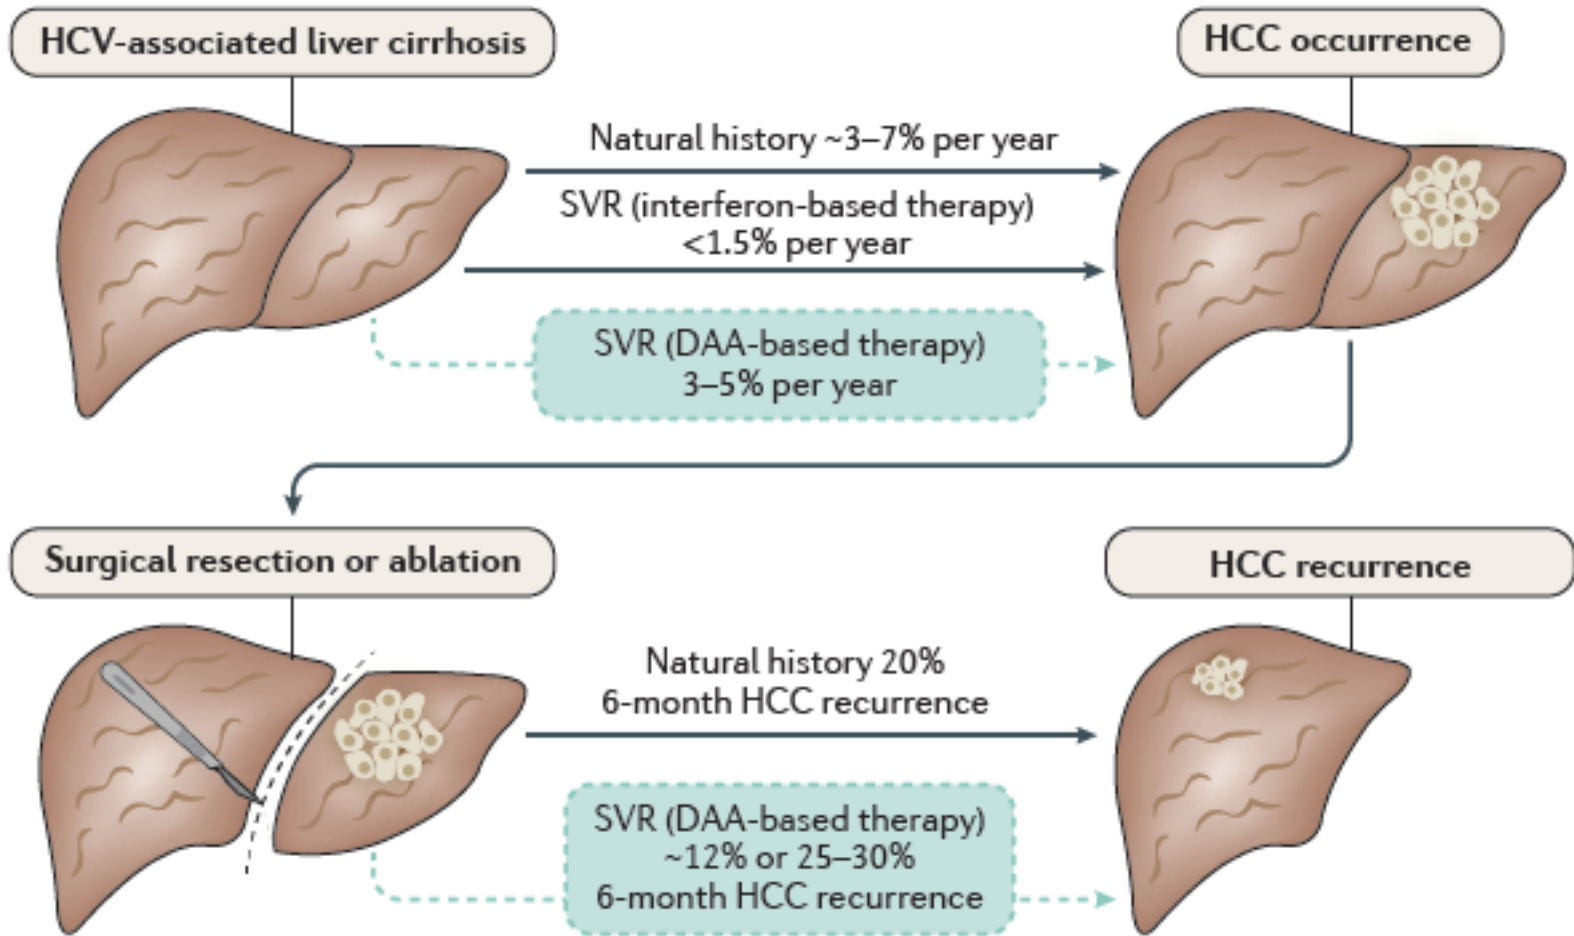 HCV-associated liver cirrhosis
HCC occurrence
Natural history ~3–7% per year
SVR (interferon-based therapy)
<1.5% per year
SVR (DAA-based therapy)
3–5% per year
Surgical resection or ablation
HCC recurrence
Natural history 20%
6-month HCC recurrence
SVR (DAA-based therapy)
~12% or 25–30%
6-month HCC recurrence